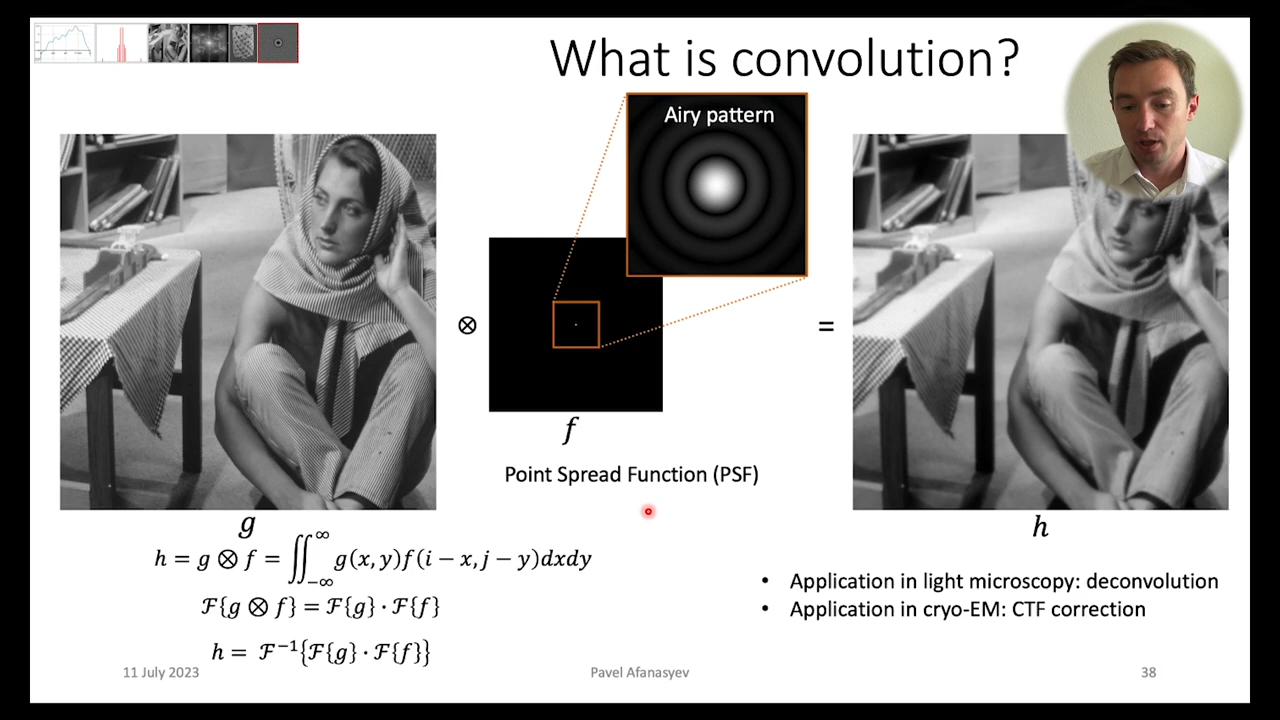 What is convolution?
Airy pattern
⊗
=
f
Point Spread Function (PSF)
g
h
h = g ⊗ f = ∬_{-∞}^{∞} g(x, y)f(i − x, j − y)dxdy
ℱ{g ⊗ f} = ℱ{g} · ℱ{f}
h = ℱ⁻¹{ℱ{g} · ℱ{f}}
• Application in light microscopy: deconvolution
• Application in cryo-EM: CTF correction
11 July 2023
Pavel Afanasyev
38